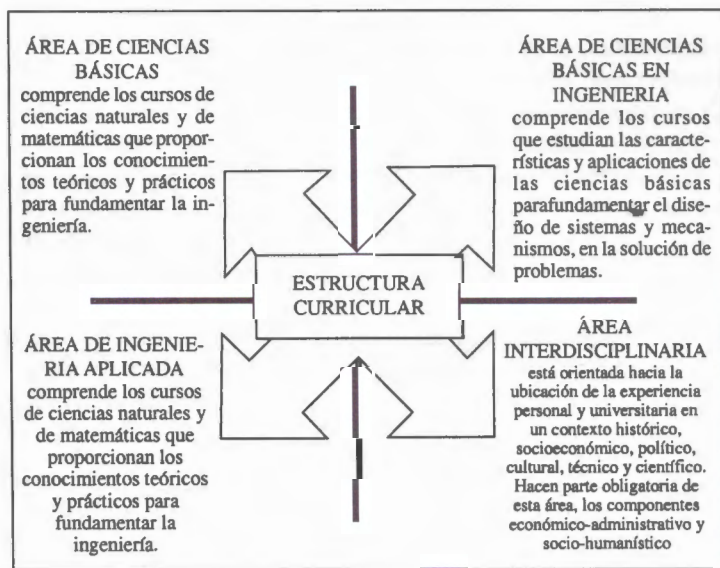 ÁREA DE CIENCIAS
BÁSICAS
comprende los cursos de
ciencias naturales y de
matemáticas que propor-
cionan los conocimien-
tos teóricos y prácticos
para fundamentar la in-
geniería.
ÁREA DE CIENCIAS
BÁSICAS EN
INGENIERIA
comprende los cursos
que estudian las caracte-
rísticas y aplicaciones de
las ciencias básicas
parafundamentar el dise-
ño de sistemas y meca-
nismos, en la solución de
problemas.
ESTRUCTURA
CURRICULAR
ÁREA DE INGENIE-
RIA APLICADA
comprende los cursos
de ciencias naturales y
de matemáticas que
proporcionan los
conocimientos teóricos
y prácticos para
fundamentar la
ingeniería.
ÁREA
INTERDISCIPLINARIA
está orientada hacia la
ubicación de la experiencia
personal y universitaria en
un contexto histórico,
socioeconómico, político,
cultural, técnico y científico.
Hacen parte obligatoria de
esta área, los componentes
económico-administrativo y
socio-humanístico